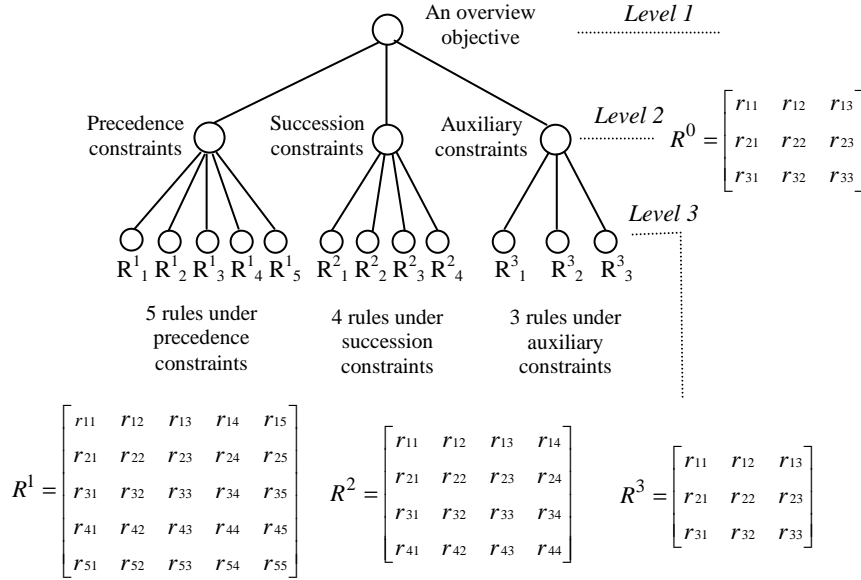 An overview
objective
Level 1
Precedence
constraints
Succession
constraints
Auxiliary
constraints
Level 2
R⁰ = [ r₁₁ r₁₂ r₁₃
r₂₁ r₂₂ r₂₃
r₃₁ r₃₂ r₃₃ ]
Level 3
R¹₁ R¹₂ R¹₃ R¹₄ R¹₅
R²₁ R²₂ R²₃ R²₄
R³₁ R³₂ R³₃
5 rules under
precedence
constraints
4 rules under
succession
constraints
3 rules under
auxiliary
constraints
R¹ = [ r₁₁ r₁₂ r₁₃ r₁₄ r₁₅
r₂₁ r₂₂ r₂₃ r₂₄ r₂₅
r₃₁ r₃₂ r₃₃ r₃₄ r₃₅
r₄₁ r₄₂ r₄₃ r₄₄ r₄₅
r₅₁ r₅₂ r₅₃ r₅₄ r₅₅ ]
R² = [ r₁₁ r₁₂ r₁₃ r₁₄
r₂₁ r₂₂ r₂₃ r₂₄
r₃₁ r₃₂ r₃₃ r₃₄
r₄₁ r₄₂ r₄₃ r₄₄ ]
R³ = [ r₁₁ r₁₂ r₁₃
r₂₁ r₂₂ r₂₃
r₃₁ r₃₂ r₃₃ ]